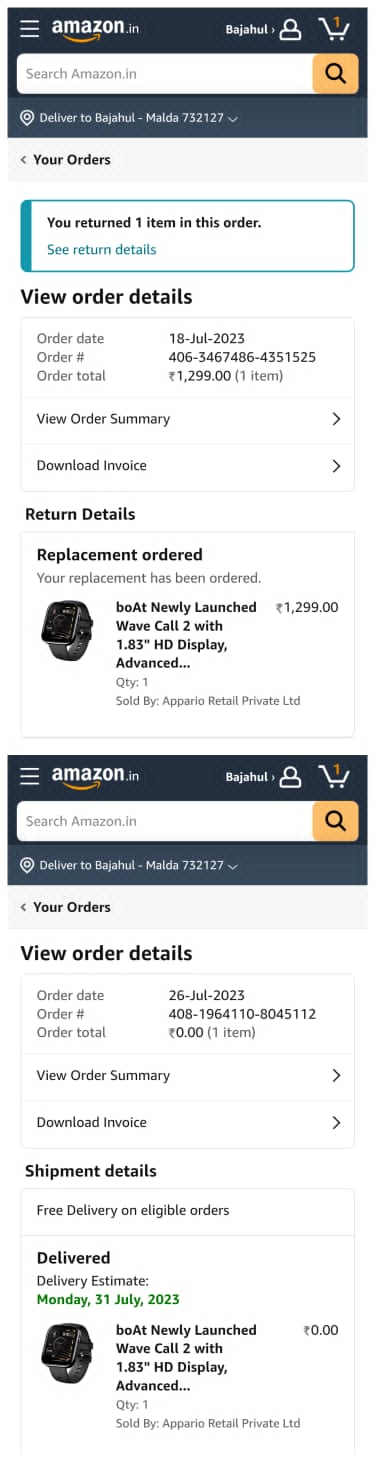 amazon.in
Bajahul ›
1
Search Amazon.in
Deliver to Bajahul - Malda 732127
‹ Your Orders
You returned 1 item in this order.
See return details
View order details
Order date 18-Jul-2023
Order # 406-3467486-4351525
Order total ₹1,299.00 (1 item)
View Order Summary
Download Invoice
Return Details
Replacement ordered
Your replacement has been ordered.
boAt Newly Launched ₹1,299.00
Wave Call 2 with
1.83" HD Display,
Advanced...
Qty: 1
Sold By: Appario Retail Private Ltd
amazon.in
Bajahul ›
1
Search Amazon.in
Deliver to Bajahul - Malda 732127
‹ Your Orders
View order details
Order date 26-Jul-2023
Order # 408-1964110-8045112
Order total ₹0.00 (1 item)
View Order Summary
Download Invoice
Shipment details
Free Delivery on eligible orders
Delivered
Delivery Estimate:
Monday, 31 July, 2023
boAt Newly Launched ₹0.00
Wave Call 2 with
1.83" HD Display,
Advanced...
Qty: 1
Sold By: Appario Retail Private Ltd